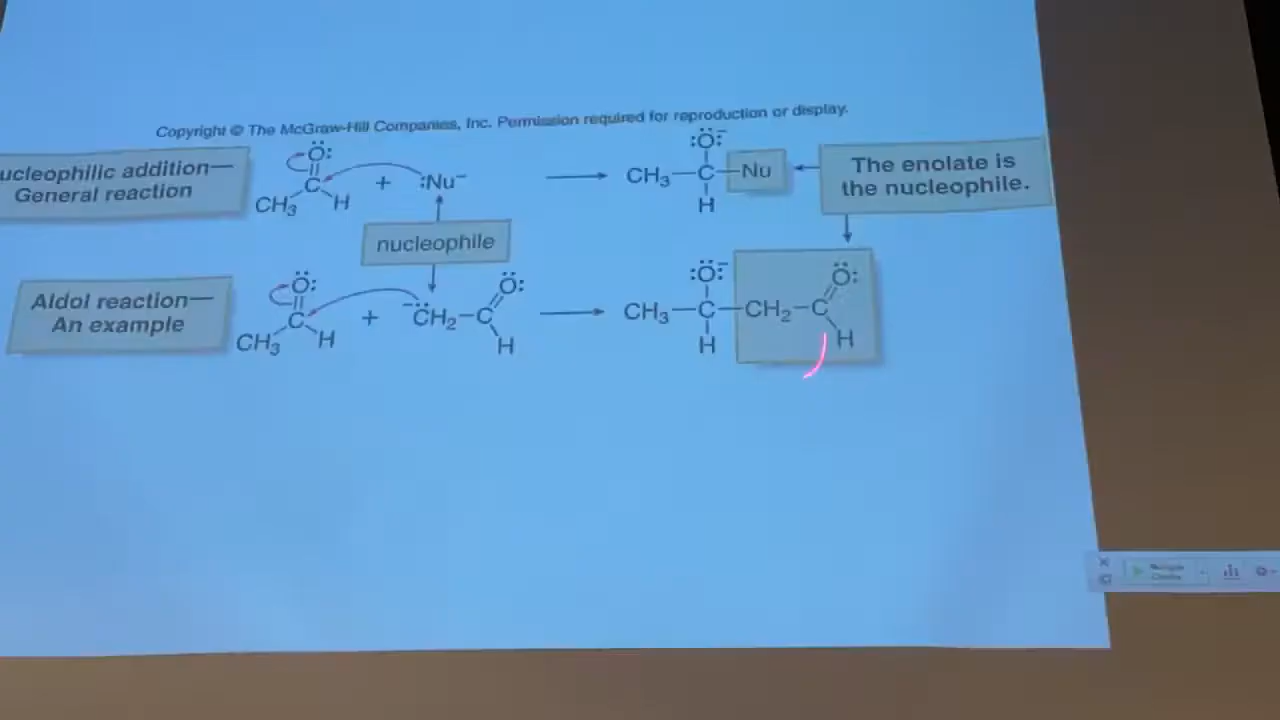 Copyright © The McGraw-Hill Companies, Inc. Permission required for reproduction or display.
ucleophilic addition—
General reaction
:Ö:
C
CH₃ H
+
:Nu⁻
:Ö:⁻
CH₃—C—Nu
H
The enolate is
the nucleophile.
nucleophile
Aldol reaction—
An example
:Ö:
C
CH₃ H
+
⁻:CH₂—C
Ö:
H
:Ö:⁻
CH₃—C—CH₂—C
H
Ö:
H